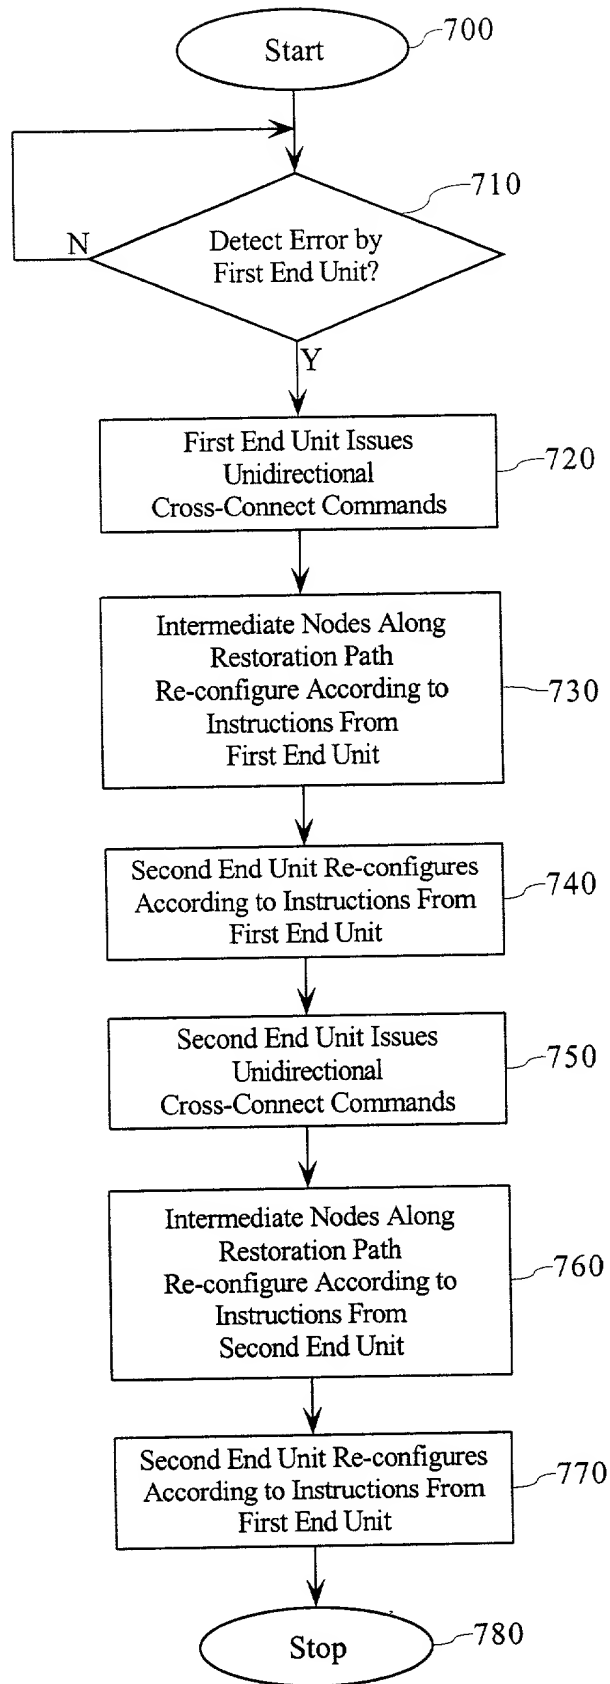 Start
700
710
Detect Error by
First End Unit?
N
Y
First End Unit Issues
Unidirectional
Cross-Connect Commands
720
Intermediate Nodes Along
Restoration Path
Re-configure According to
Instructions From
First End Unit
730
Second End Unit Re-configures
According to Instructions From
First End Unit
740
Second End Unit Issues
Unidirectional
Cross-Connect Commands
750
Intermediate Nodes Along
Restoration Path
Re-configure According to
Instructions From
Second End Unit
760
Second End Unit Re-configures
According to Instructions From
First End Unit
770
Stop
780